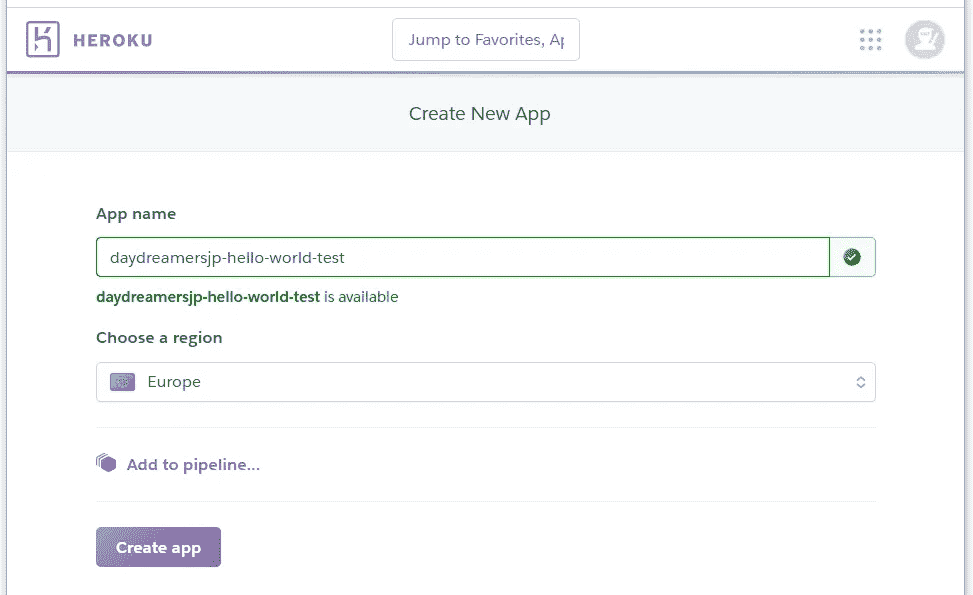 HEROKU
Jump to Favorites, Ap
Create New App
App name
daydreamersjp-hello-world-test
daydreamersjp-hello-world-test is available
Choose a region
Europe
Add to pipeline...
Create app